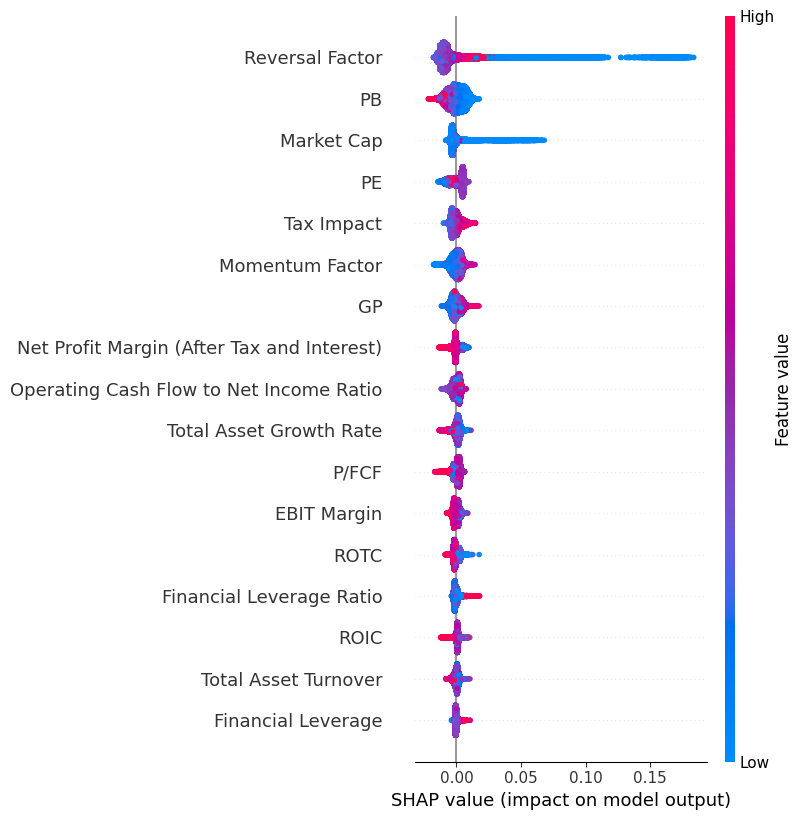 High
Reversal Factor
PB
Market Cap
PE
Tax Impact
Momentum Factor
GP
Net Profit Margin (After Tax and Interest)
Operating Cash Flow to Net Income Ratio
Total Asset Growth Rate
P/FCF
EBIT Margin
ROTC
Financial Leverage Ratio
ROIC
Total Asset Turnover
Financial Leverage
Feature value
Low
0.00 0.05 0.10 0.15
SHAP value (impact on model output)